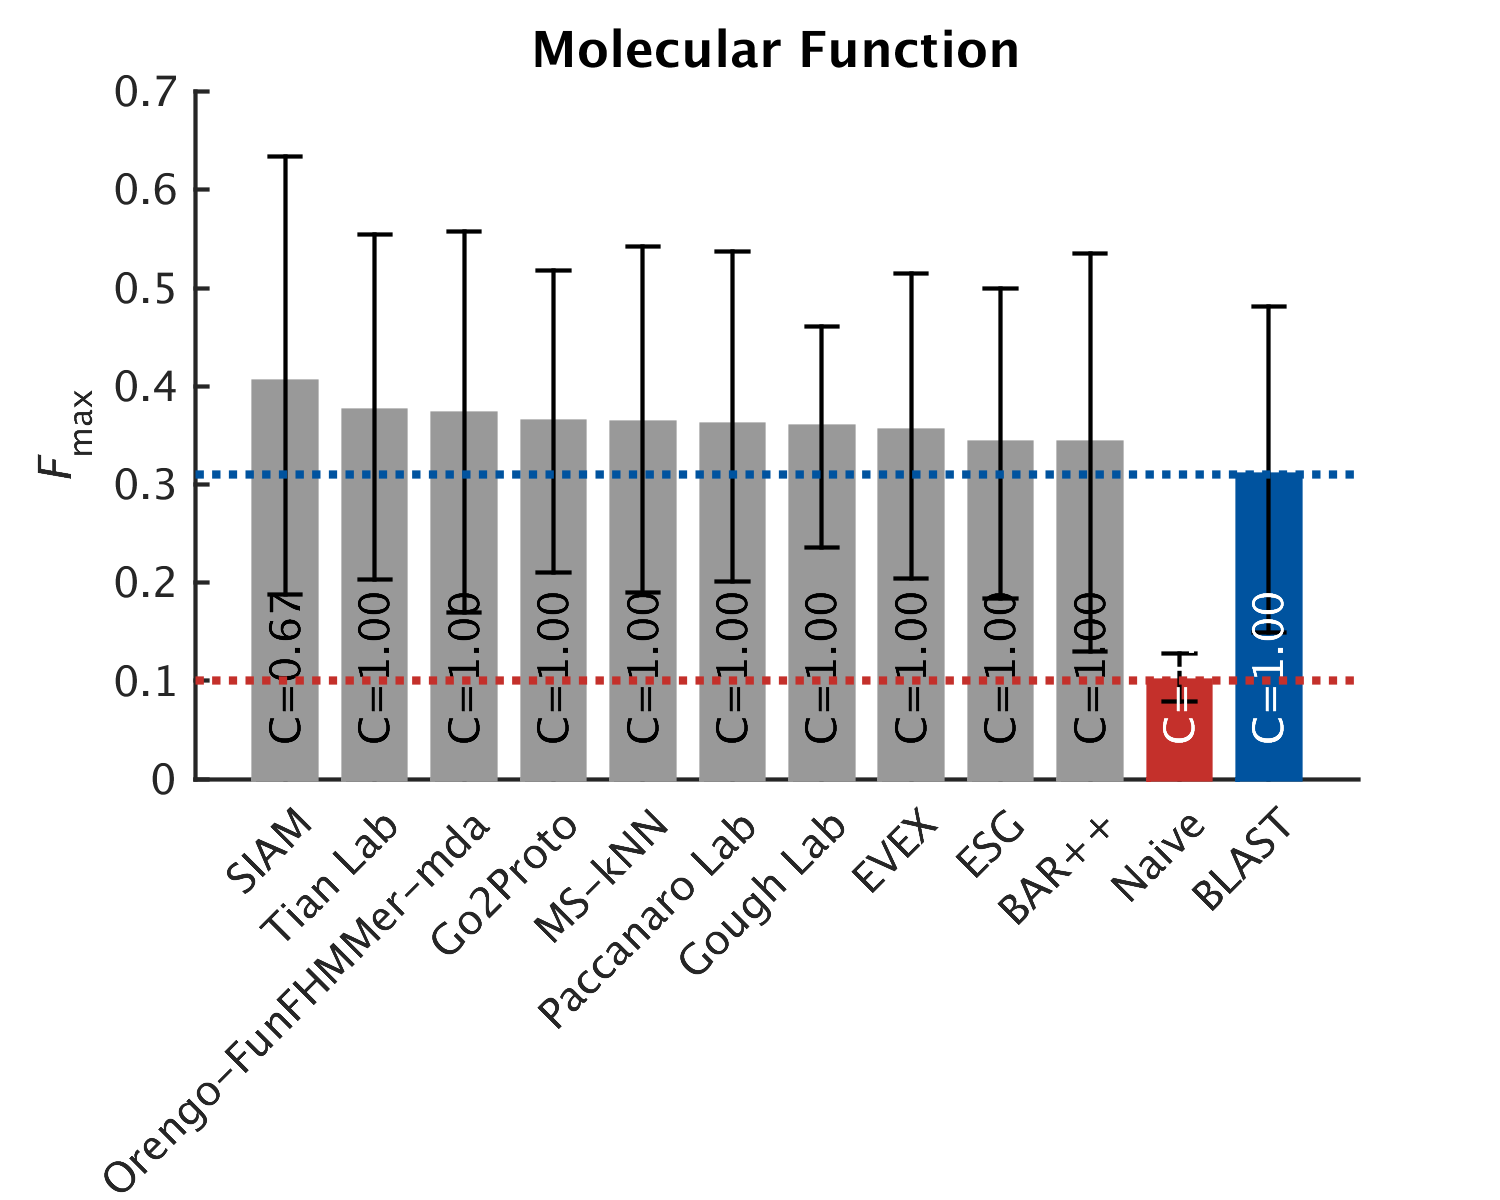 Molecular Function
0.7
0.6
0.5
0.4
0.3
0.2
0.1
0
Fmax
C=0.67
C=1.00
C=1.00
C=1.00
C=1.00
C=1.00
C=1.00
C=1.00
C=1.00
C=1.00
C=
C=1.00
SIAM
Tian Lab
Orengo-FunFHMMer-mda
Go2Proto
MS-kNN
Paccanaro Lab
Gough Lab
EVEX
ESG
BAR++
Naive
BLAST